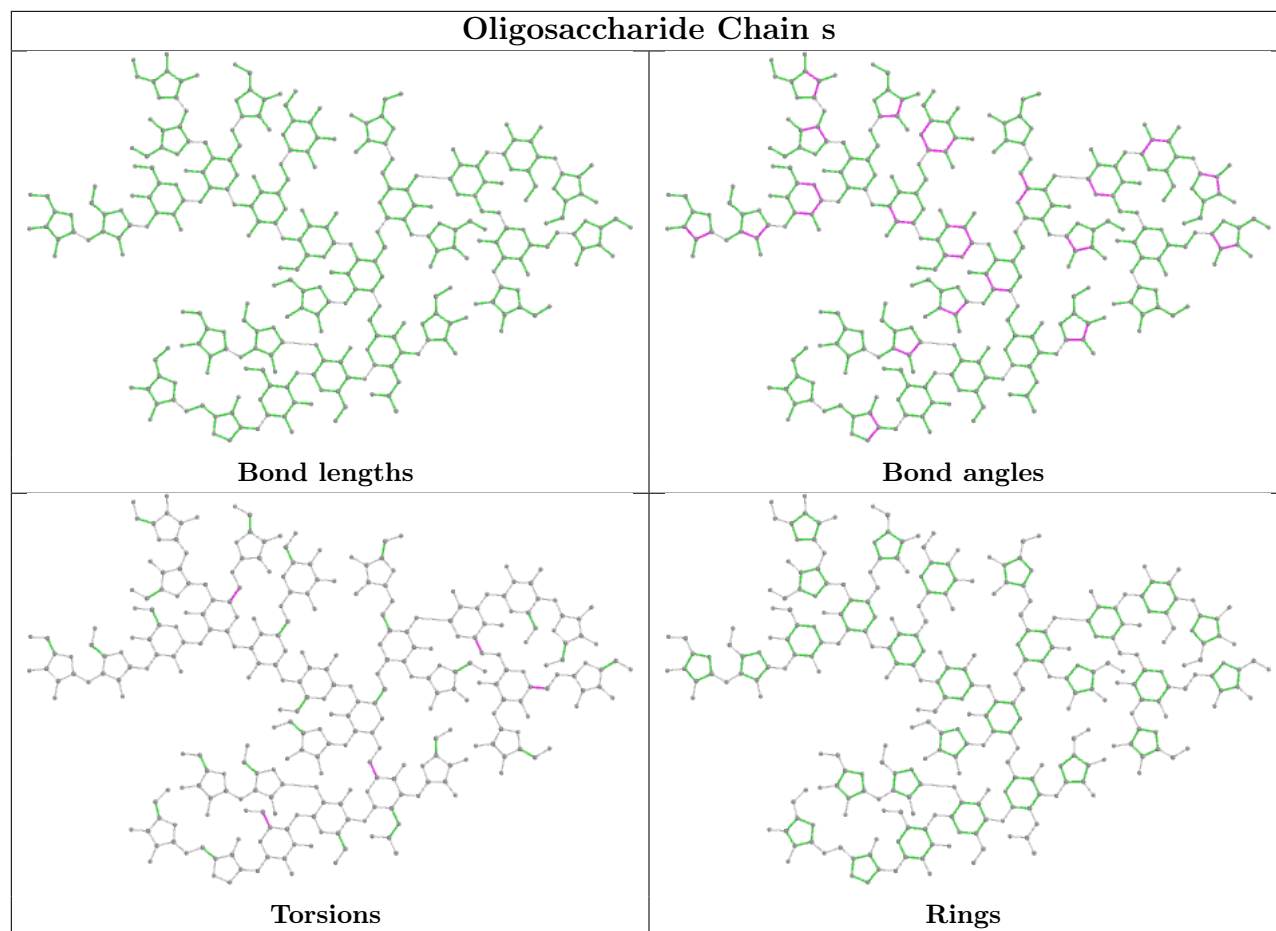 Oligosaccharide Chain s
Bond lengths
Bond angles
Torsions
Rings